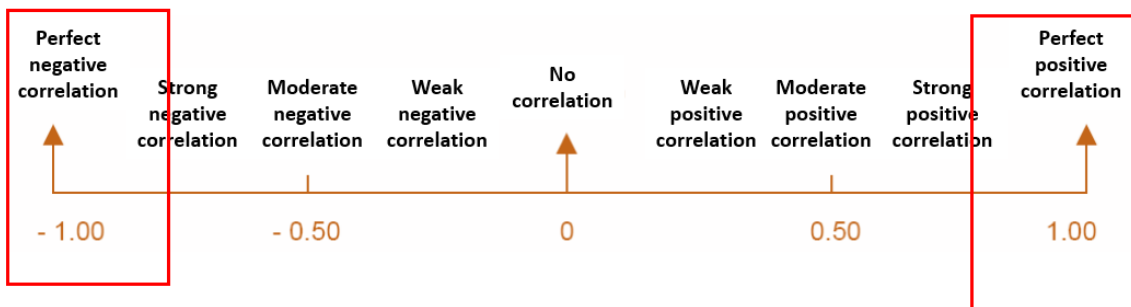 Perfect
negative
correlation
Strong
negative
correlation
Moderate
negative
correlation
Weak
negative
correlation
No
correlation
Weak
positive
correlation
Moderate
positive
correlation
Strong
positive
correlation
Perfect
positive
correlation
- 1.00
- 0.50
0
0.50
1.00